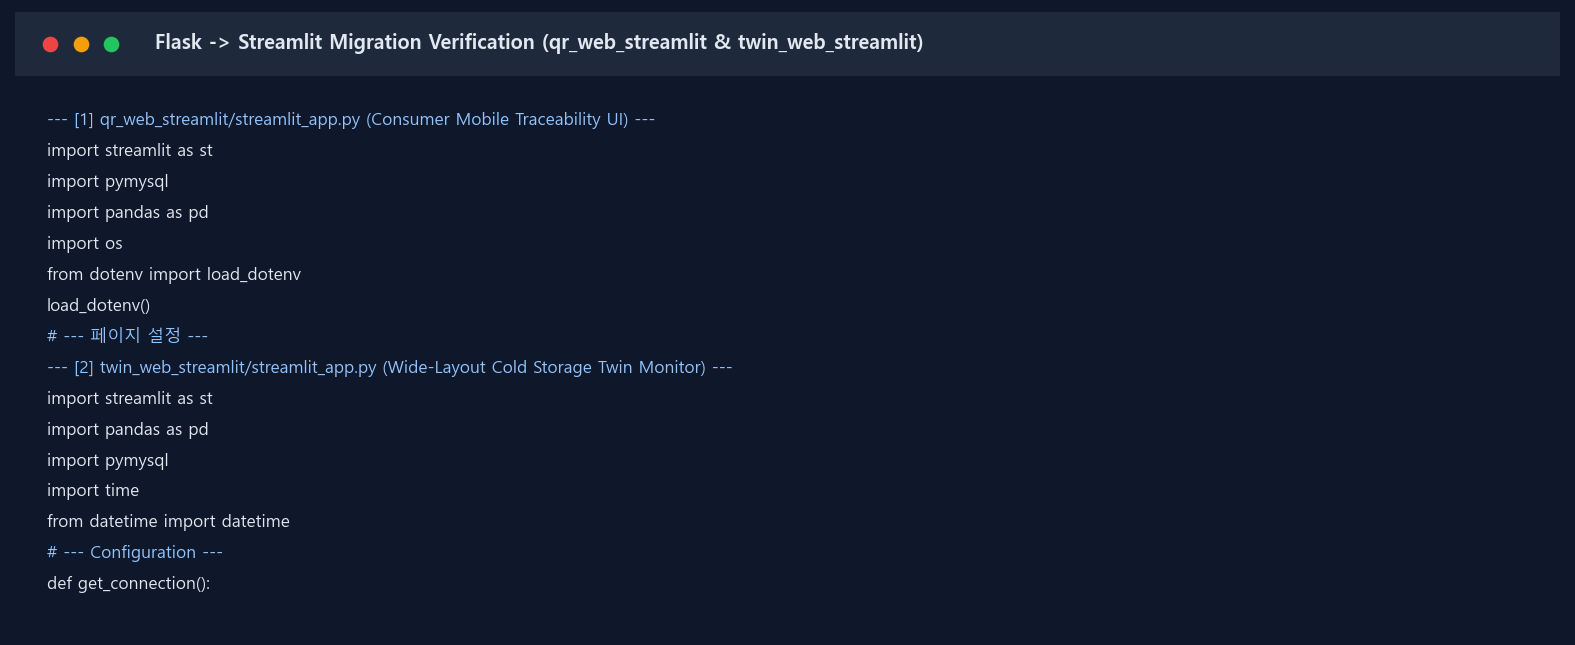 Flask -> Streamlit Migration Verification (qr_web_streamlit & twin_web_streamlit)
--- [1] qr_web_streamlit/streamlit_app.py (Consumer Mobile Traceability UI) ---
import streamlit as st
import pymysql
import pandas as pd
import os
from dotenv import load_dotenv
load_dotenv()
# --- 페이지 설정 ---
--- [2] twin_web_streamlit/streamlit_app.py (Wide-Layout Cold Storage Twin Monitor) ---
import streamlit as st
import pandas as pd
import pymysql
import time
from datetime import datetime
# --- Configuration ---
def get_connection():